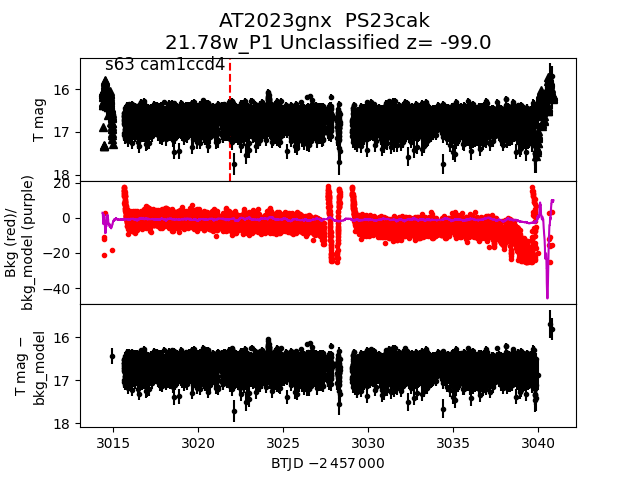 AT2023gnx  PS23cak
21.78w_P1 Unclassified z= -99.0
s63 cam1ccd4
T mag
16
17
18
Bkg (red)/
bkg_model (purple)
20
0
−20
−40
T mag −
bkg_model
16
17
18
3015 3020 3025 3030 3035 3040
BTJD −2 457 000